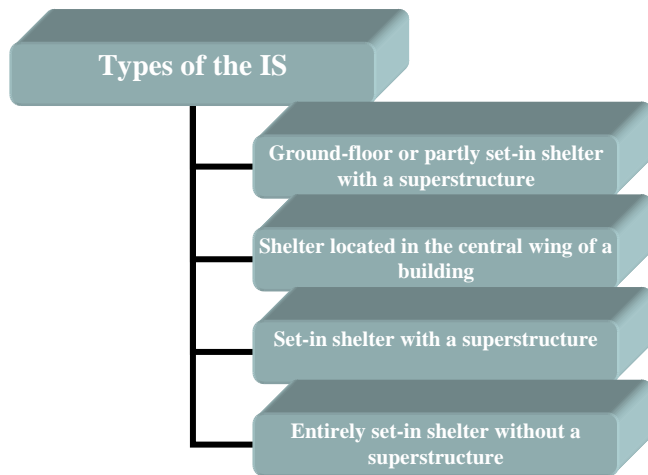 Types of the IS
Ground-floor or partly set-in shelter
with a superstructure
Shelter located in the central wing of a
building
Set-in shelter with a superstructure
Entirely set-in shelter without a
superstructure